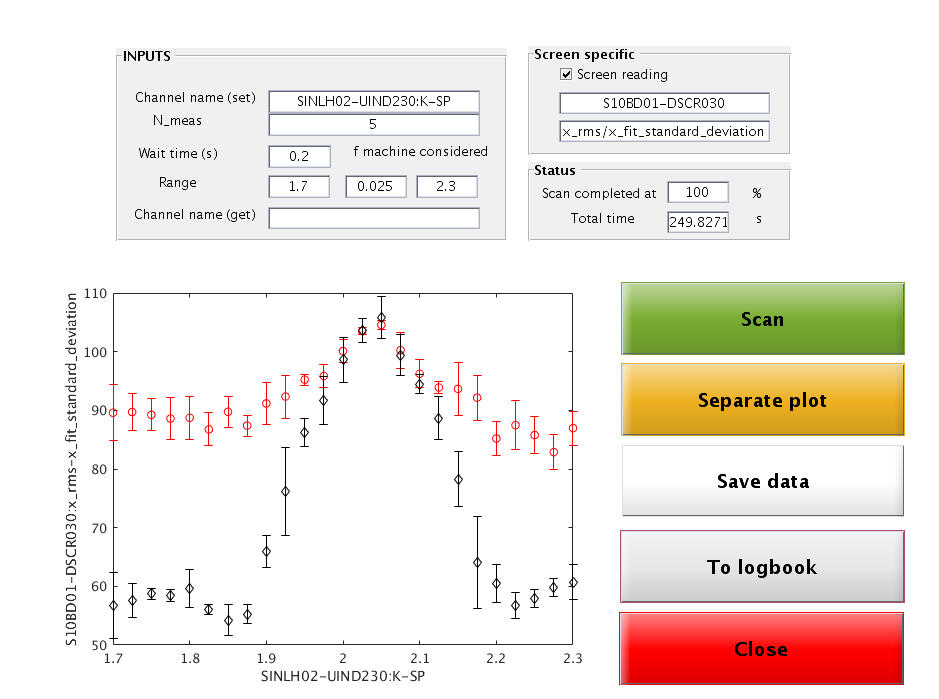 INPUTS
Channel name (set) SINLH02-UIND230:K-SP
N_meas 5
Wait time (s) 0.2 f machine considered
Range 1.7 0.025 2.3
Channel name (get)
Screen specific
Screen reading
S10BD01-DSCR030
x_rms/x_fit_standard_deviation
Status
Scan completed at 100 %
Total time 249.8271 s
S10BD01-DSCR030:x_rms-x_fit_standard_deviation
110
100
90
80
70
60
50
1.7 1.8 1.9 2 2.1 2.2 2.3
SINLH02-UIND230:K-SP
Scan
Separate plot
Save data
To logbook
Close